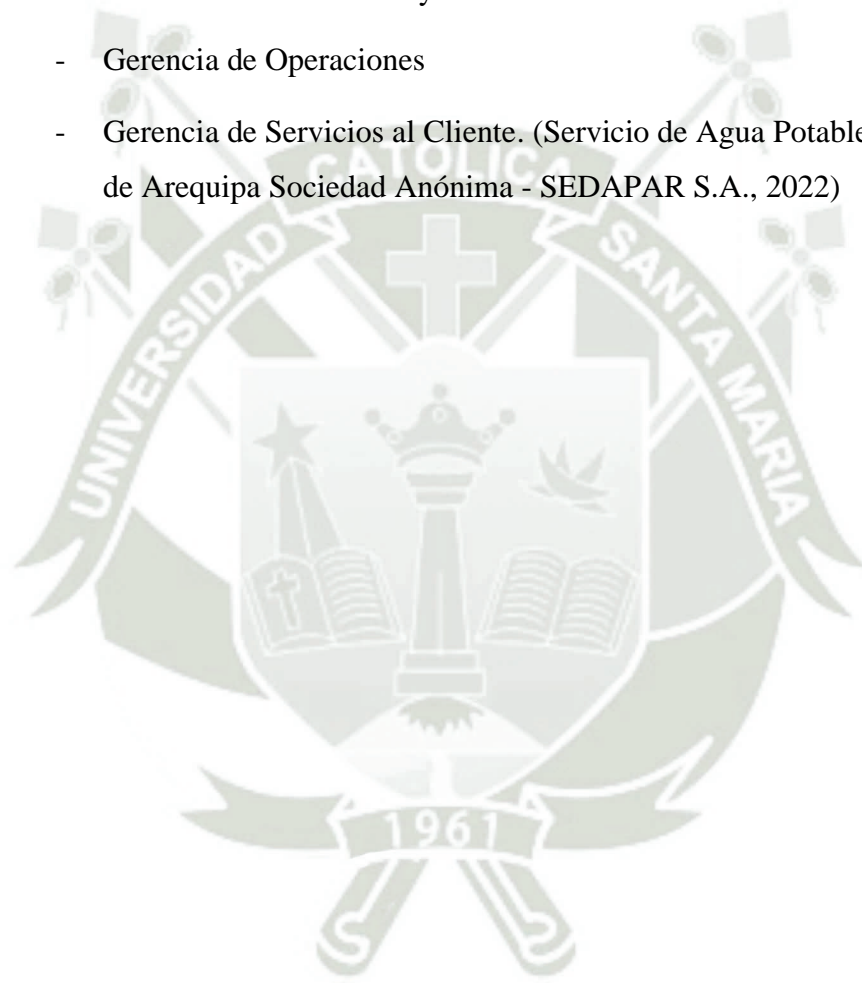 - Gerencia de Operaciones
- Gerencia de Servicios al Cliente. (Servicio de Agua Potable
de Arequipa Sociedad Anónima - SEDAPAR S.A., 2022)
UNIVERSIDAD CATOLICA SANTA MARIA
1961